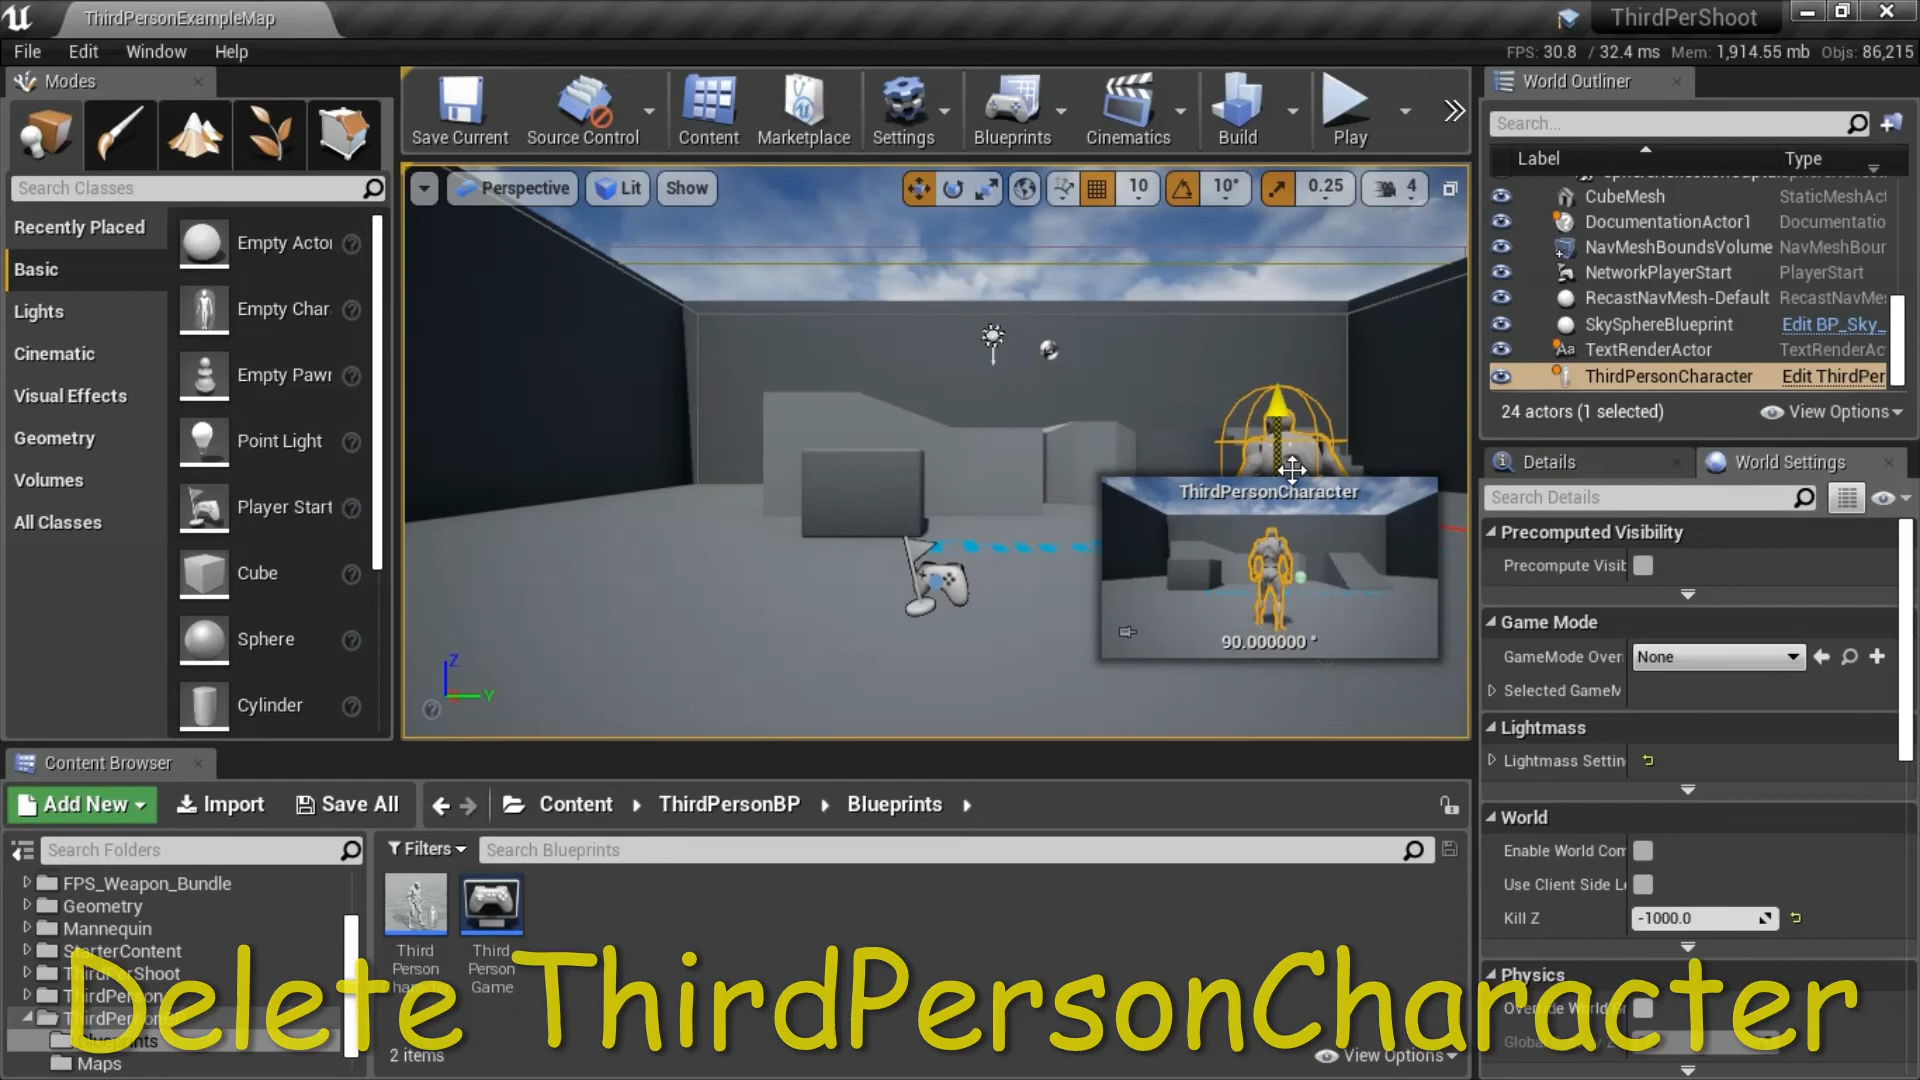 ThirdPersonExampleMap
ThirdPerShoot
File Edit Window Help
FPS: 30.8 / 32.4 ms Mem: 1,914.55 mb Objs: 86,215
Modes
Save Current
Source Control
Content
Marketplace
Settings
Blueprints
Cinematics
Build
Play
Search Classes
Recently Placed
Basic
Lights
Cinematic
Visual Effects
Geometry
Volumes
All Classes
Empty Actor
Empty Char
Empty Pawn
Point Light
Player Start
Cube
Sphere
Cylinder
Perspective
Lit
Show
10
10°
0.25
4
ThirdPersonCharacter
90.000000 °
Z
Y
World Outliner
Search...
Label Type
CubeMesh StaticMeshAct
DocumentationActor1 Documentatio
NavMeshBoundsVolume NavMeshBour
NetworkPlayerStart PlayerStart
RecastNavMesh-Default RecastNavMe
SkySphereBlueprint Edit BP_Sky_
Aa TextRenderActor TextRenderAc
ThirdPersonCharacter Edit ThirdPer
24 actors (1 selected)
View Options
Details
World Settings
Search Details
Precomputed Visibility
Precompute Visib
Game Mode
GameMode Over
None
Selected GameM
Lightmass
Lightmass Settin
World
Enable World Com
Use Client Side Le
Kill Z
-1000.0
Physics
Override World G
Content Browser
Add New
Import
Save All
Content
ThirdPersonBP
Blueprints
Search Folders
Filters
Search Blueprints
FPS_Weapon_Bundle
Geometry
Mannequin
StarterContent
ThirdPerShoot
ThirdPerson
ThirdPersonBP
Blueprints
Maps
Third Person
Third Person Game
2 items
View Options
Delete ThirdPersonCharacter